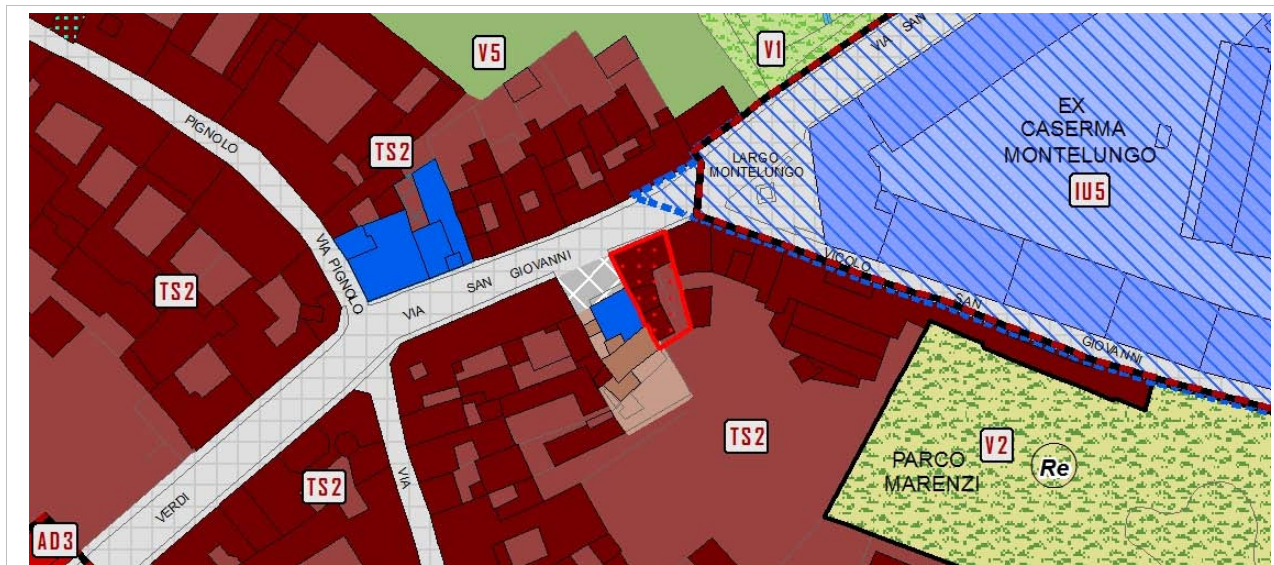 V5
V1
VIA SAN
PIGNOLO
TS2
LARGO
MONTELUNGO
EX
CASERMA
MONTELUNGO
IU5
VIA PIGNOLO
TS2
VIA SAN GIOVANNI
VICOLO SAN GIOVANNI
TS2
V2
Re
PARCO
MARENZI
TS2
VIA
VERDI
AD3